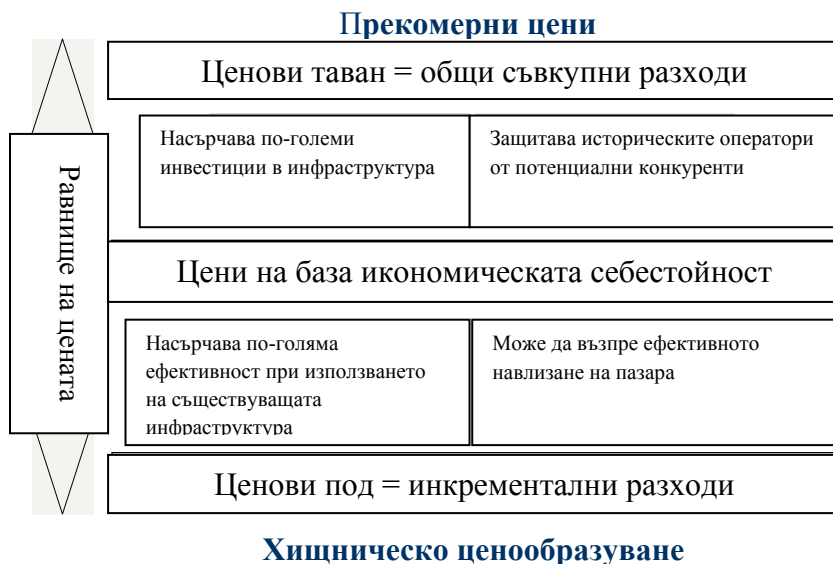 Прекомерни цени
Ценови таван = общи съвкупни разходи
Насърчава по-големи
инвестиции в инфраструктура
Защитава историческите оператори
от потенциални конкуренти
Равнище на цената
Цени на база икономическата себестойност
Насърчава по-голяма
ефективност при използването
на съществуващата
инфраструктура
Може да възпре ефективното
навлизане на пазара
Ценови под = инкрементални разходи
Хищническо ценообразуване